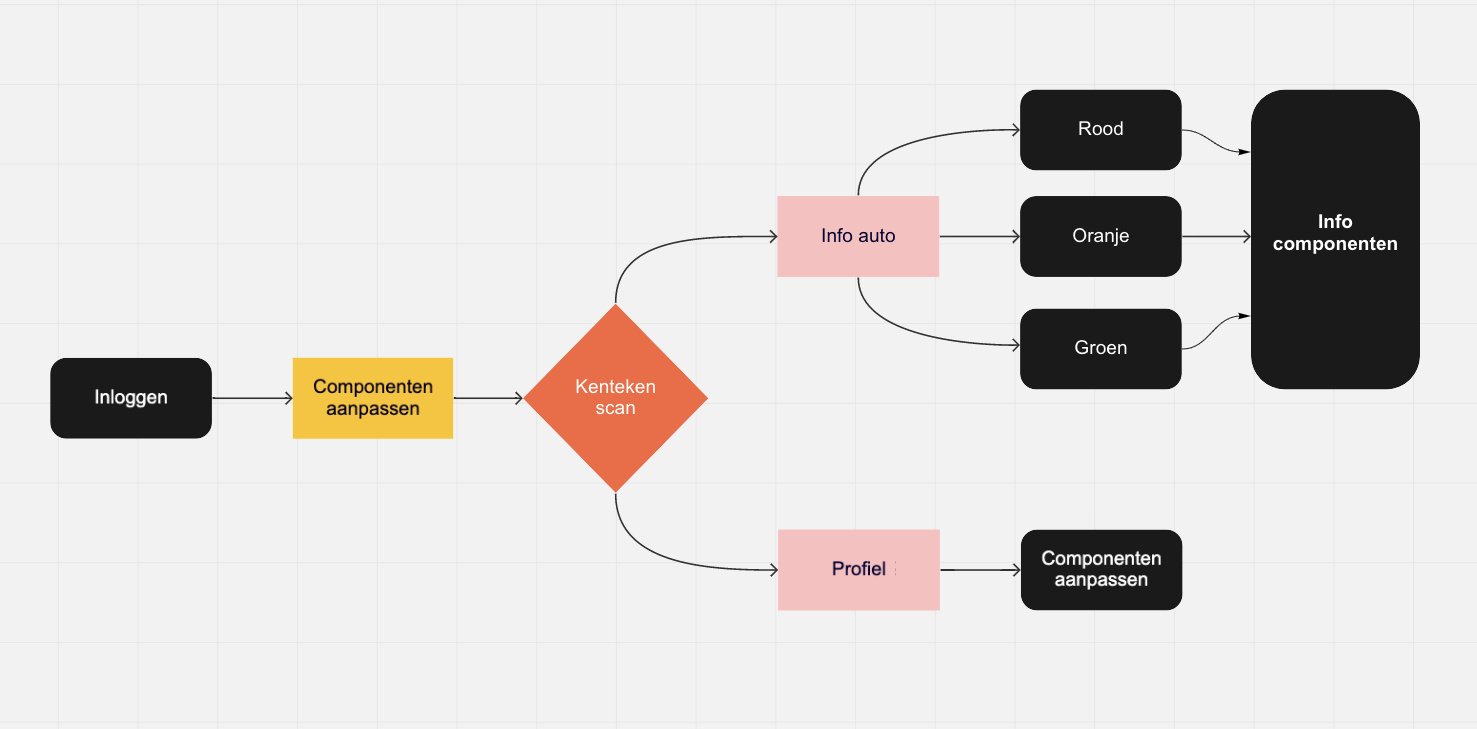 Inloggen
Componenten
aanpassen
Kenteken
scan
Info auto
Rood
Oranje
Groen
Info
componenten
Profiel
Componenten
aanpassen